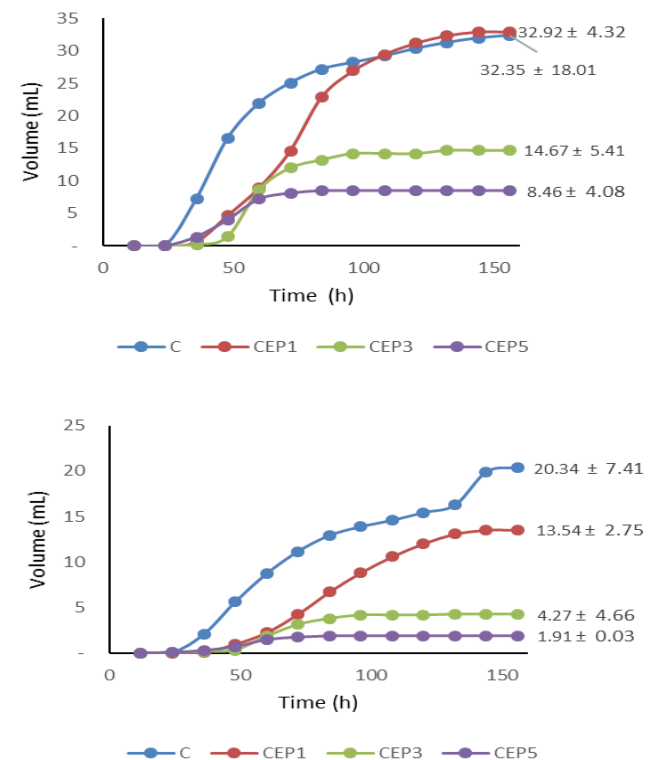 35
30
25
20
15
10
5
-
Volume (mL)
32.92 ± 4.32
32.35 ± 18.01
14.67 ± 5.41
8.46 ± 4.08
0 50 100 150
Time (h)
C CEP1 CEP3 CEP5
25
20
15
10
5
-
Volume (mL)
20.34 ± 7.41
13.54 ± 2.75
4.27 ± 4.66
1.91 ± 0.03
0 50 100 150
Time (h)
C CEP1 CEP3 CEP5